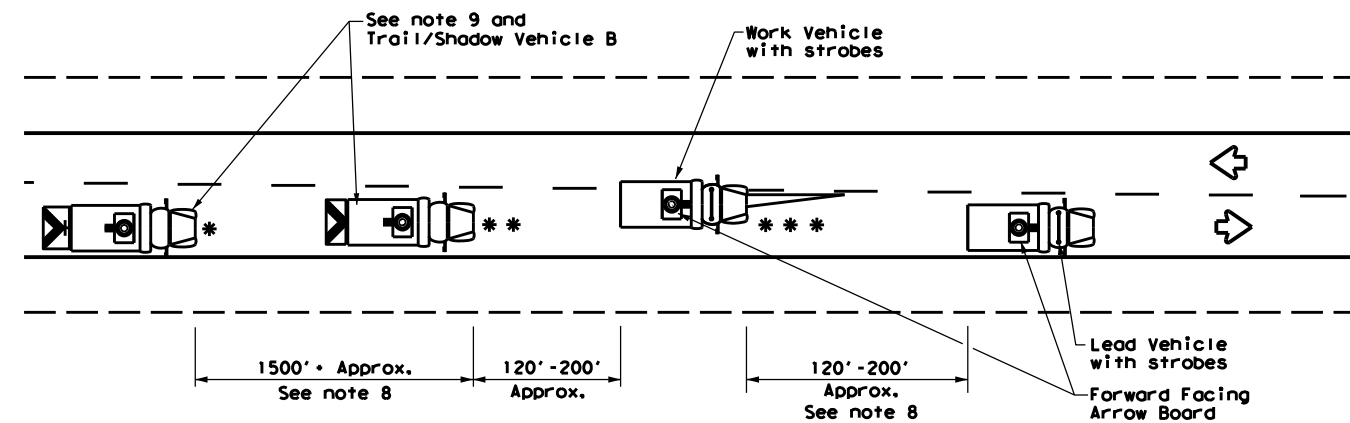 See note 9 and
Trail/Shadow Vehicle B
Work Vehicle
with strobes
* 
* *
* * *
1500' + Approx.
See note 8
120'-200'
Approx.
120'-200'
Approx.
See note 8
Lead Vehicle
with strobes
Forward Facing
Arrow Board